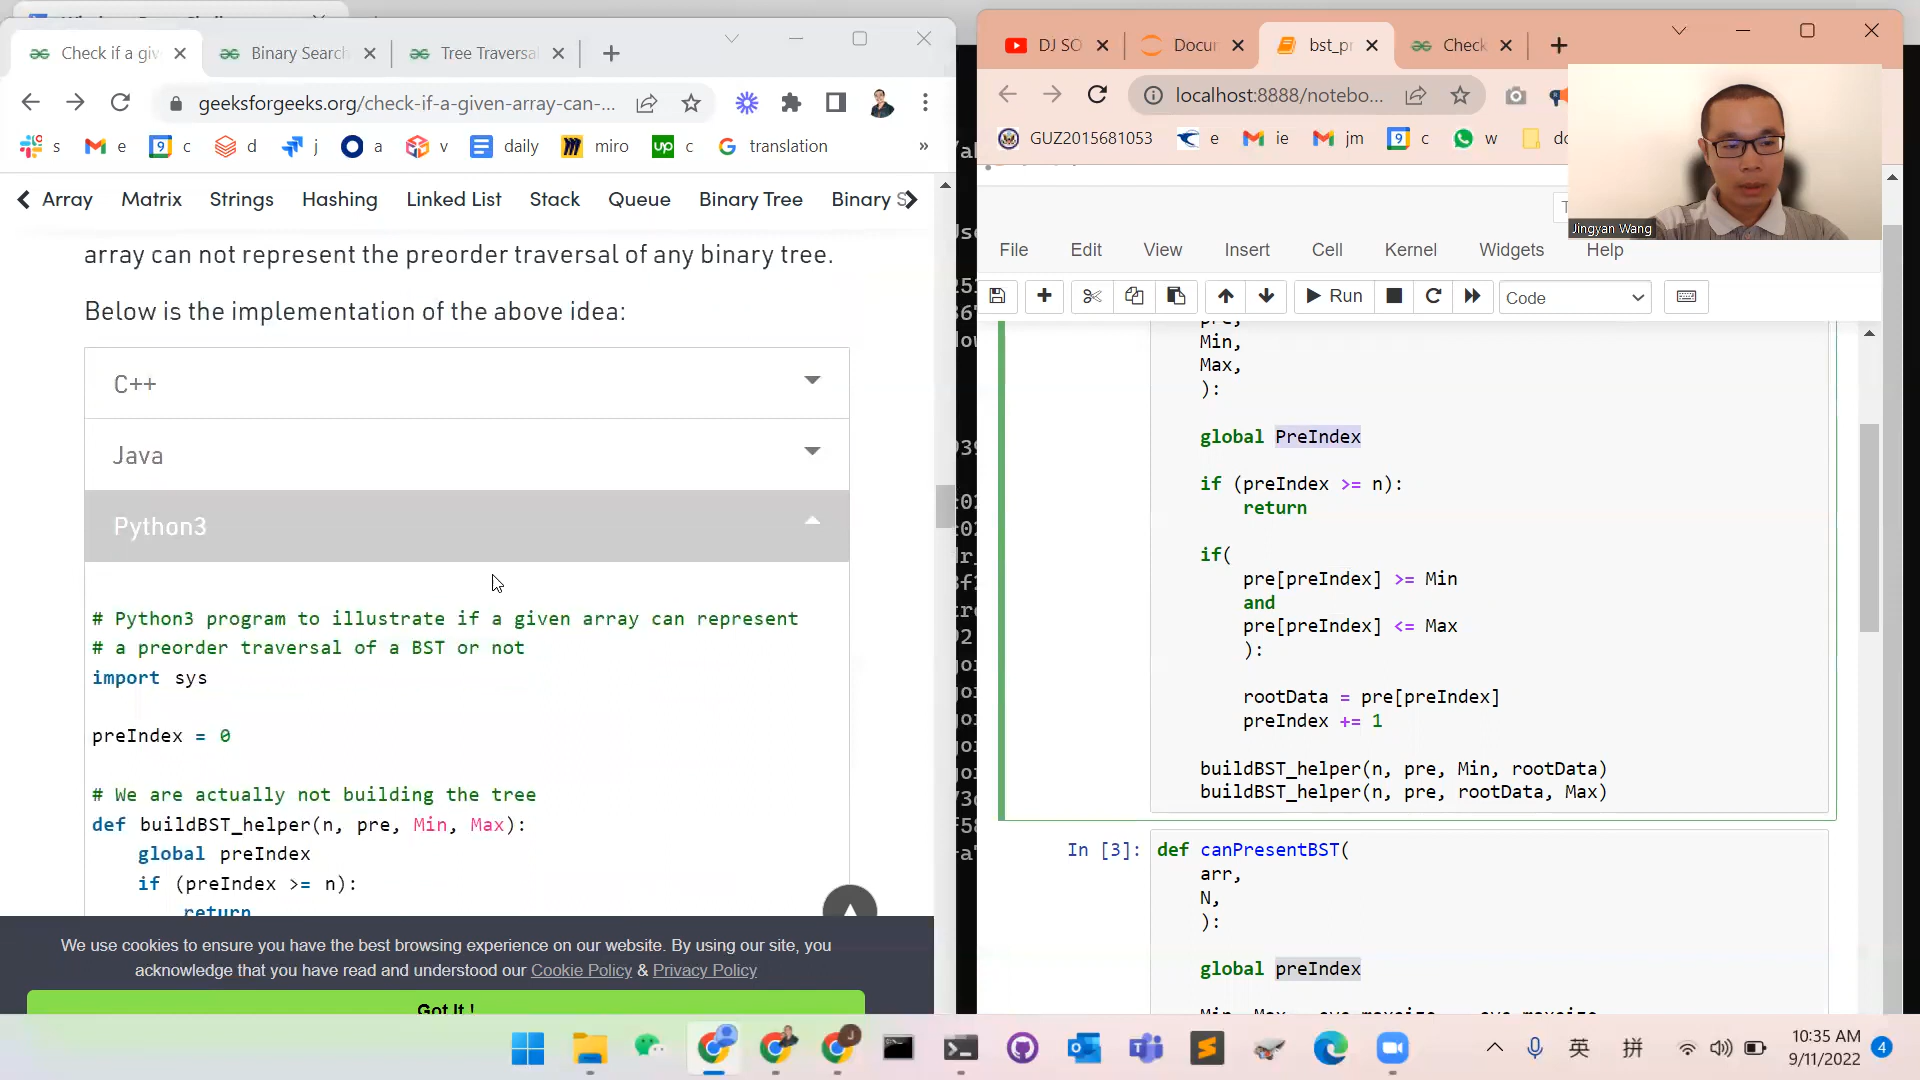 Check if a giv
Binary Search
Tree Traversal
geeksforgeeks.org/check-if-a-given-array-can-...
s
e
c
d
j
a
v
daily
miro
c
translation
»
Array
Matrix
Strings
Hashing
Linked List
Stack
Queue
Binary Tree
Binary S
array can not represent the preorder traversal of any binary tree.
Below is the implementation of the above idea:
C++
Java
Python3
# Python3 program to illustrate if a given array can represent
# a preorder traversal of a BST or not
import sys
preIndex = 0
# We are actually not building the tree
def buildBST_helper(n, pre, Min, Max):
global preIndex
if (preIndex >= n):
return
We use cookies to ensure you have the best browsing experience on our website. By using our site, you
acknowledge that you have read and understood our Cookie Policy & Privacy Policy
Got It !
DJ SO
Docur
bst_pr
Check
localhost:8888/notebo...
GUZ2015681053
e
ie
jm
c
w
Jingyan Wang
File
Edit
View
Insert
Cell
Kernel
Widgets
Help
Run
Code
pre,
Min,
Max,
):
global PreIndex
if (preIndex >= n):
return
if(
pre[preIndex] >= Min
and
pre[preIndex] <= Max
):
rootData = pre[preIndex]
preIndex += 1
buildBST_helper(n, pre, Min, rootData)
buildBST_helper(n, pre, rootData, Max)
In [3]:
def canPresentBST(
arr,
N,
):
global preIndex
英
拼
10:35 AM
9/11/2022
4